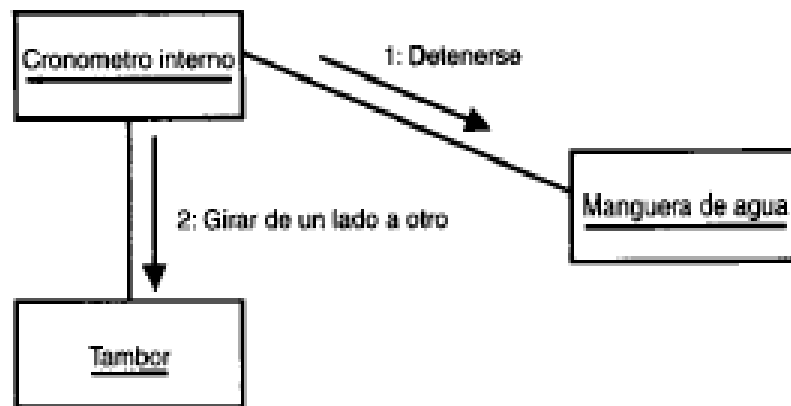 Cronometro interno
1: Detenerse
Manguera de agua
2: Girar de un lado a otro
Tambor